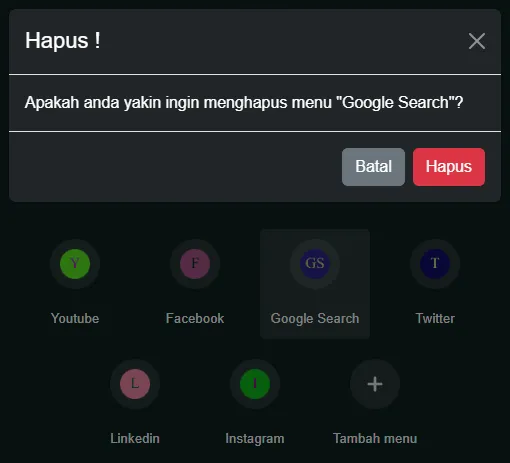 Hapus !
Apakah anda yakin ingin menghapus menu "Google Search"?
Batal Hapus
Y F GS T
Youtube Facebook Google Search Twitter
L I +
Linkedin Instagram Tambah menu